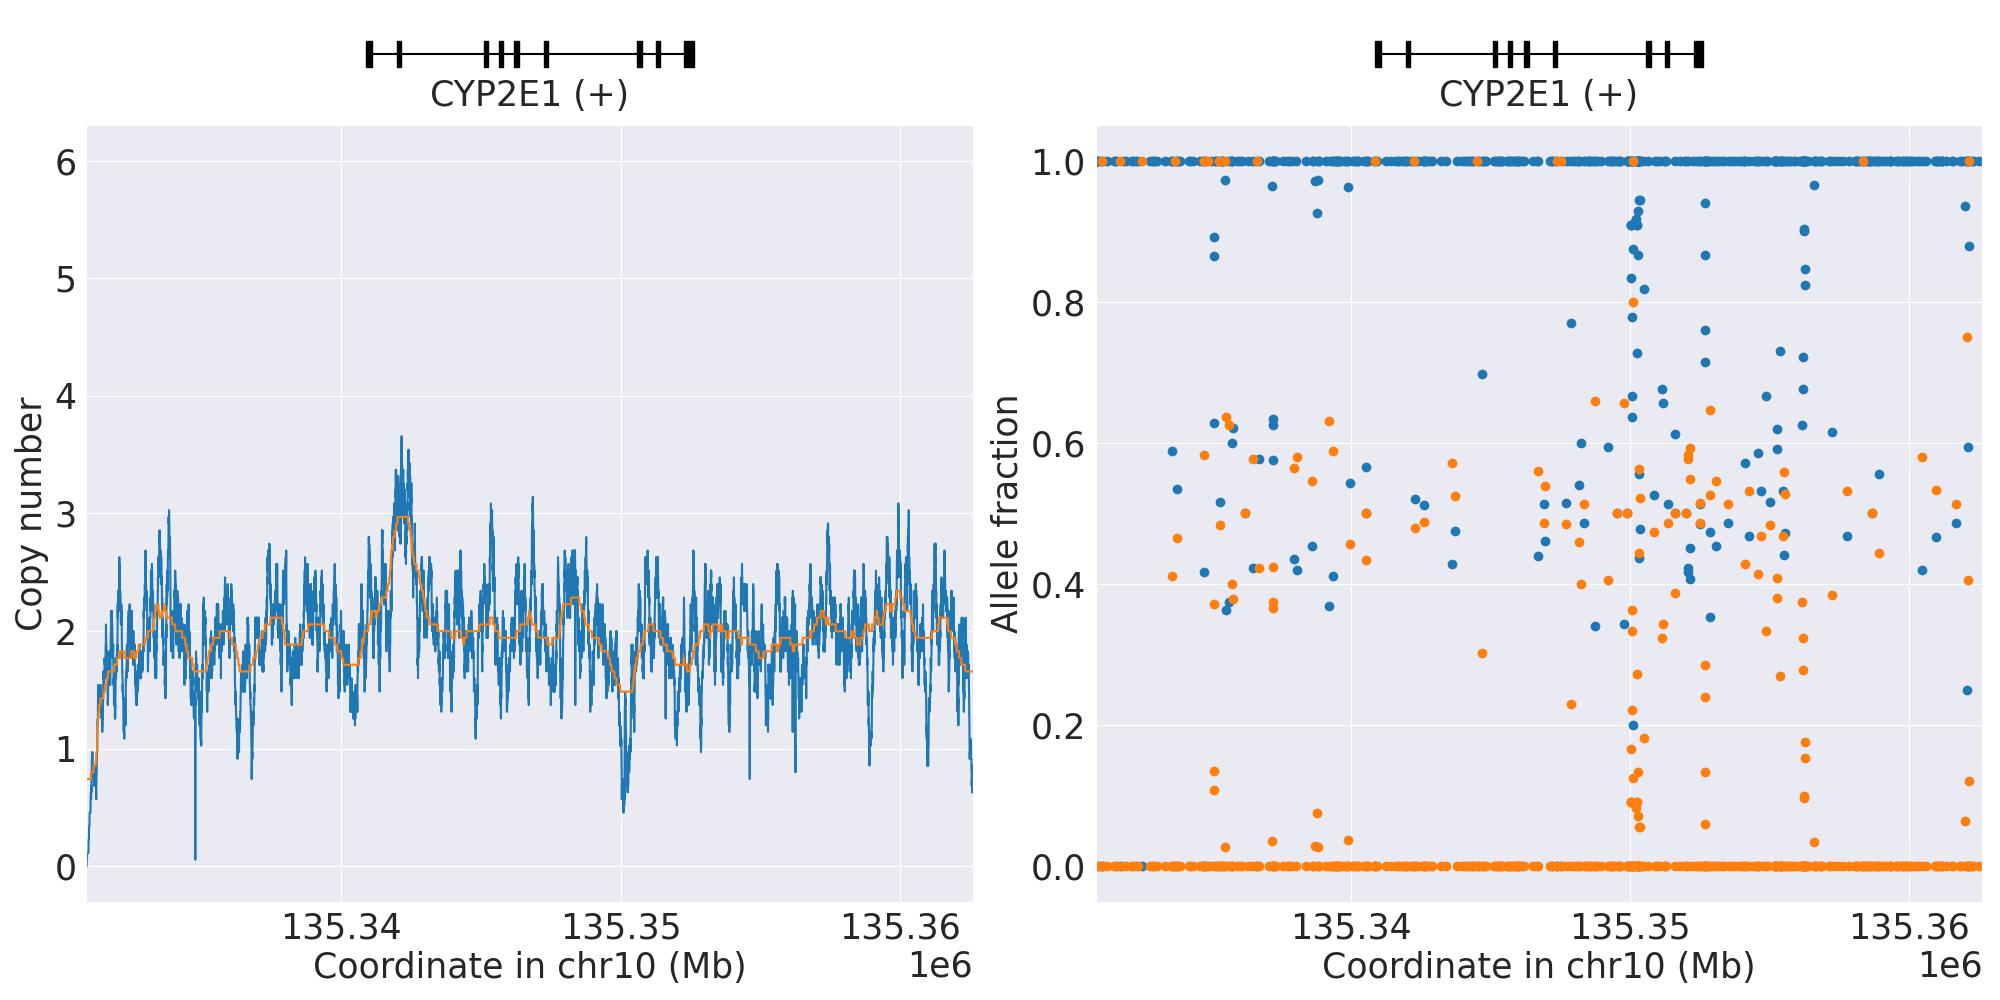 CYP2E1 (+)
6
5
4
3
2
1
0
Copy number
135.34
135.35
135.36
Coordinate in chr10 (Mb)
1e6
CYP2E1 (+)
1.0
0.8
0.6
0.4
0.2
0.0
Allele fraction
135.34
135.35
135.36
Coordinate in chr10 (Mb)
1e6